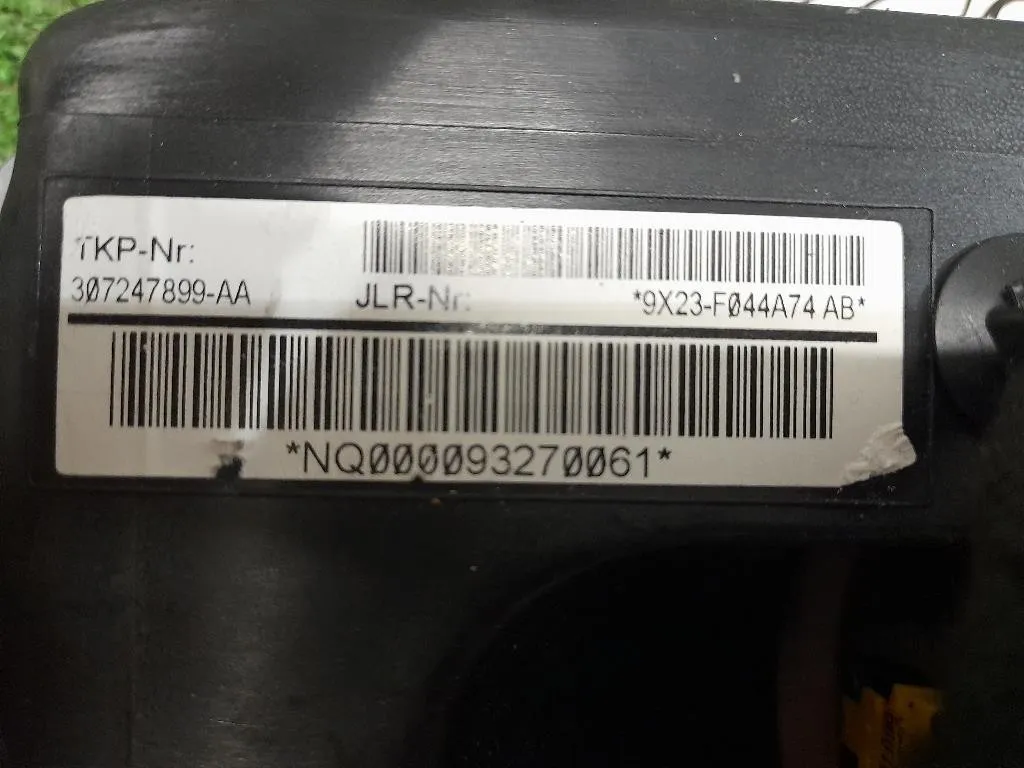 TKP-Nr:
307247899-AA
JLR-Nr: *9X23-F044A74 AB*
*NQ000093270061*